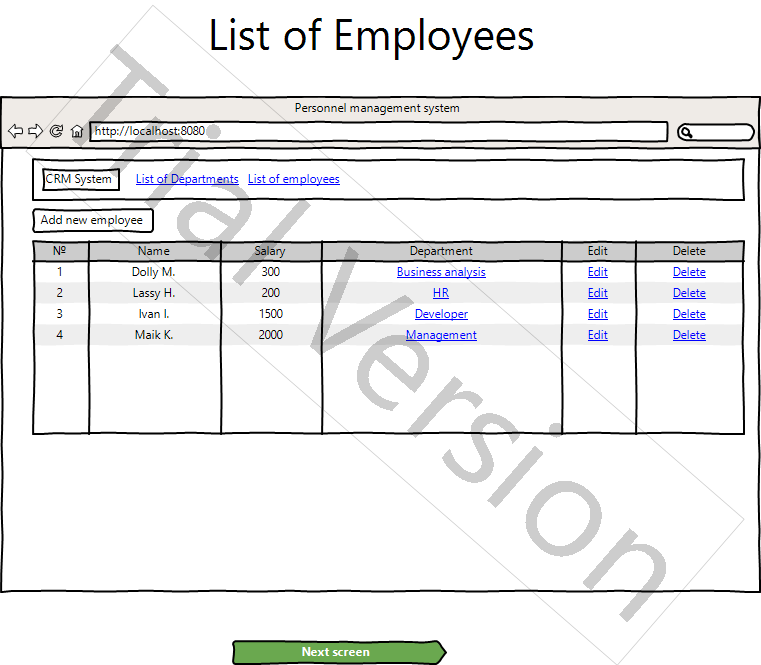 List of Employees
Personnel management system
http://localhost:8080
CRM System List of Departments List of employees
Add new employee
№ Name Salary Department Edit Delete
1 Dolly M. 300 Business analysis Edit Delete
2 Lassy H. 200 HR Edit Delete
3 Ivan I. 1500 Developer Edit Delete
4 Maik K. 2000 Management Edit Delete
Trial Version
Next screen